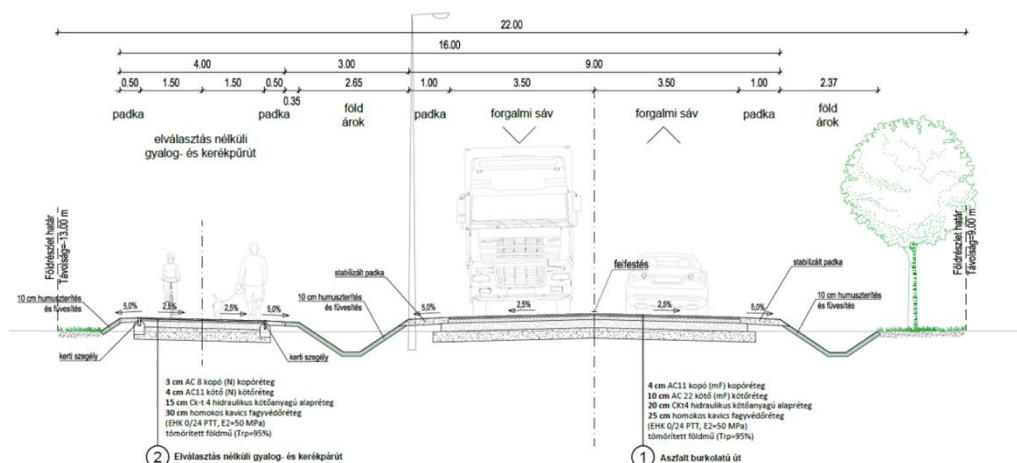 22.00
16.00
4.00 3.00 9.00
0.50 1.50 1.50 0.50 2.65 1.00 3.50 3.50 1.00 2.37
0.35
padka padka föld árok padka forgalmi sáv forgalmi sáv padka föld árok
elválasztás nélküli
gyalog- és kerékpűrút
Földrészlet határ
Távolság=-13,00 m
Földrészlet határ
Távolság=9,00 m
stabilizált padka
felfestés
stabilizált padka
10 cm humuszterítés
és füvesítés
10 cm humuszterítés
és füvesítés
10 cm humuszterítés
és füvesítés
5,0% 2,5% 2,5% 5,0% 5,0% 2,5% 2,5% 5,0%
kerti szegély
kerti szegély
3 cm AC 8 kopó (N) kopóréteg
4 cm AC11 kötő (N) kötőréteg
15 cm Ck-t 4 hidraulikus kötőanyagú alapréteg
30 cm homokos kavics fagyvédőréteg
(EHK 0/24 PTT, E2=50 MPa)
tömörített földmű (Trp=95%)
2 Elválasztás nélküli gyalog- és kerékpárút
4 cm AC11 kopó (mF) kopóréteg
10 cm AC 22 kötő (mF) kötőréteg
20 cm CKt4 hidraulikus kötőanyagú alapréteg
25 cm homokos kavics fagyvédőréteg
(EHK 0/24 PTT, E2=50 MPa)
tömörített földmű (Trp=95%)
1 Aszfalt burkolatú út